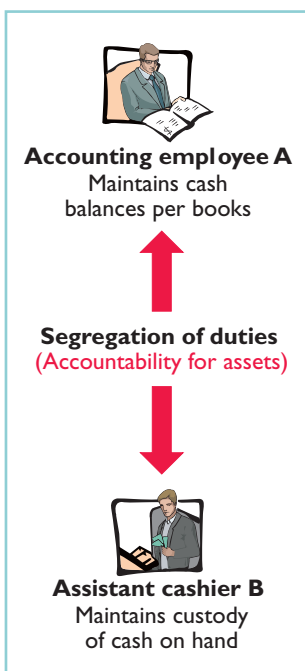 Accounting employee A
Maintains cash
balances per books
Segregation of duties
(Accountability for assets)
Assistant cashier B
Maintains custody
of cash on hand